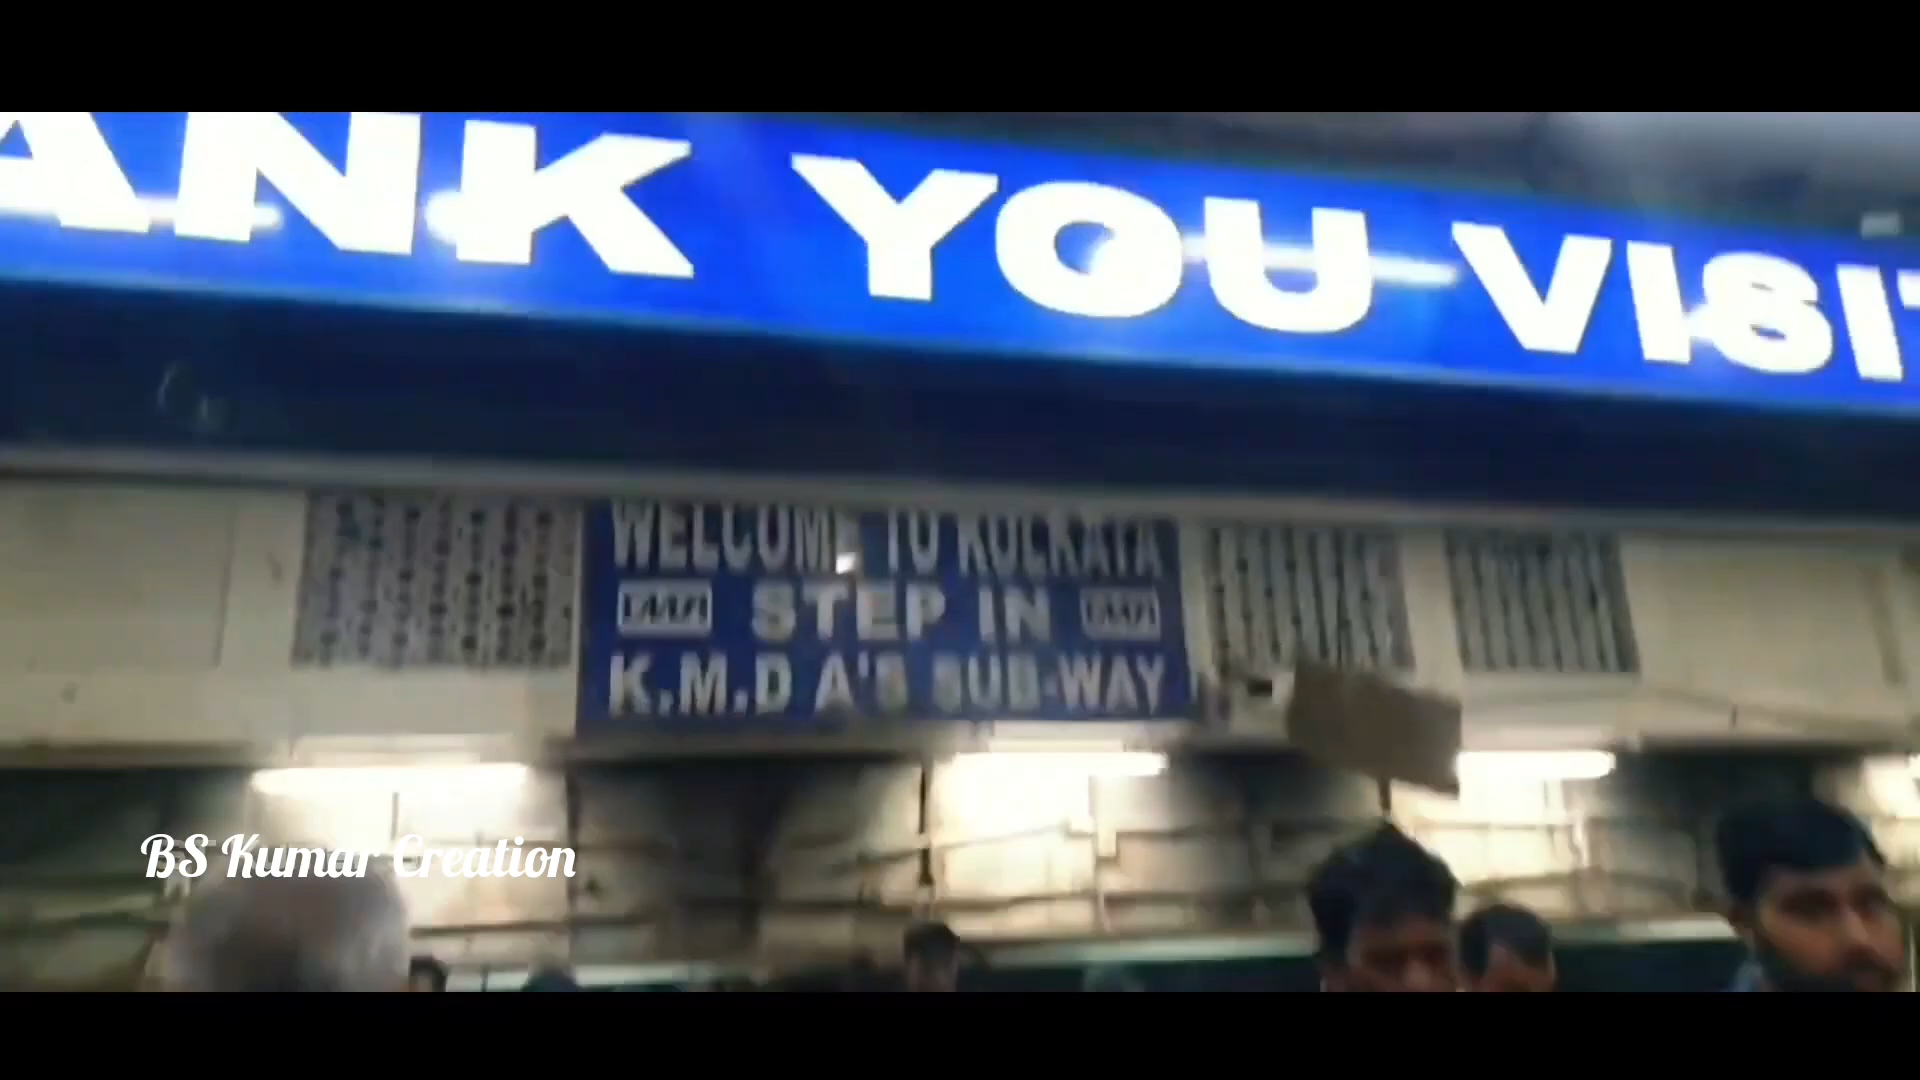 ANK YOU VISIT
WELCOME TO KOLKATA
STEP IN
K.M.D A'S SUB-WAY
BS Kumar Creation